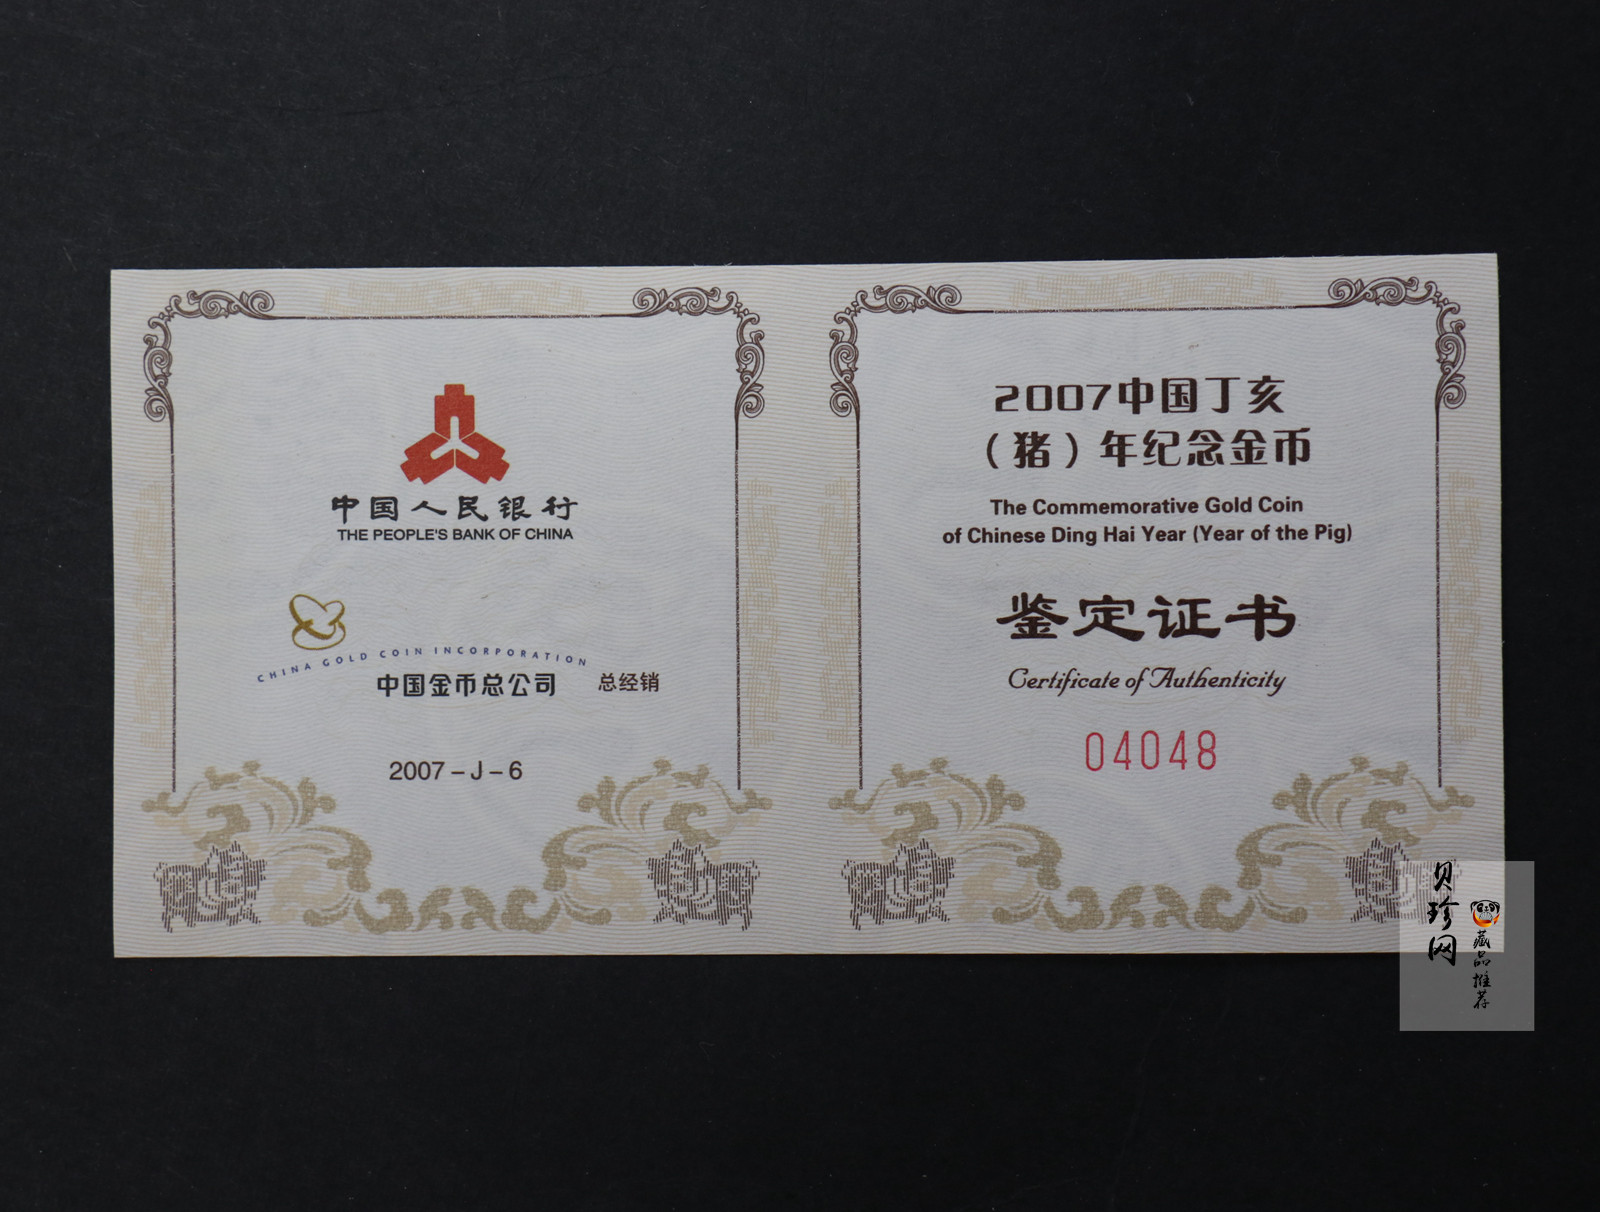 中国人民银行
THE PEOPLE'S BANK OF CHINA
CHINA GOLD COIN INCORPORATION
中国金币总公司 总经销
2007-J-6
2007中国丁亥
（猪）年纪念金币
The Commemorative Gold Coin
of Chinese Ding Hai Year (Year of the Pig)
鉴定证书
Certificate of Authenticity
04048
贝珍网
藏品推荐